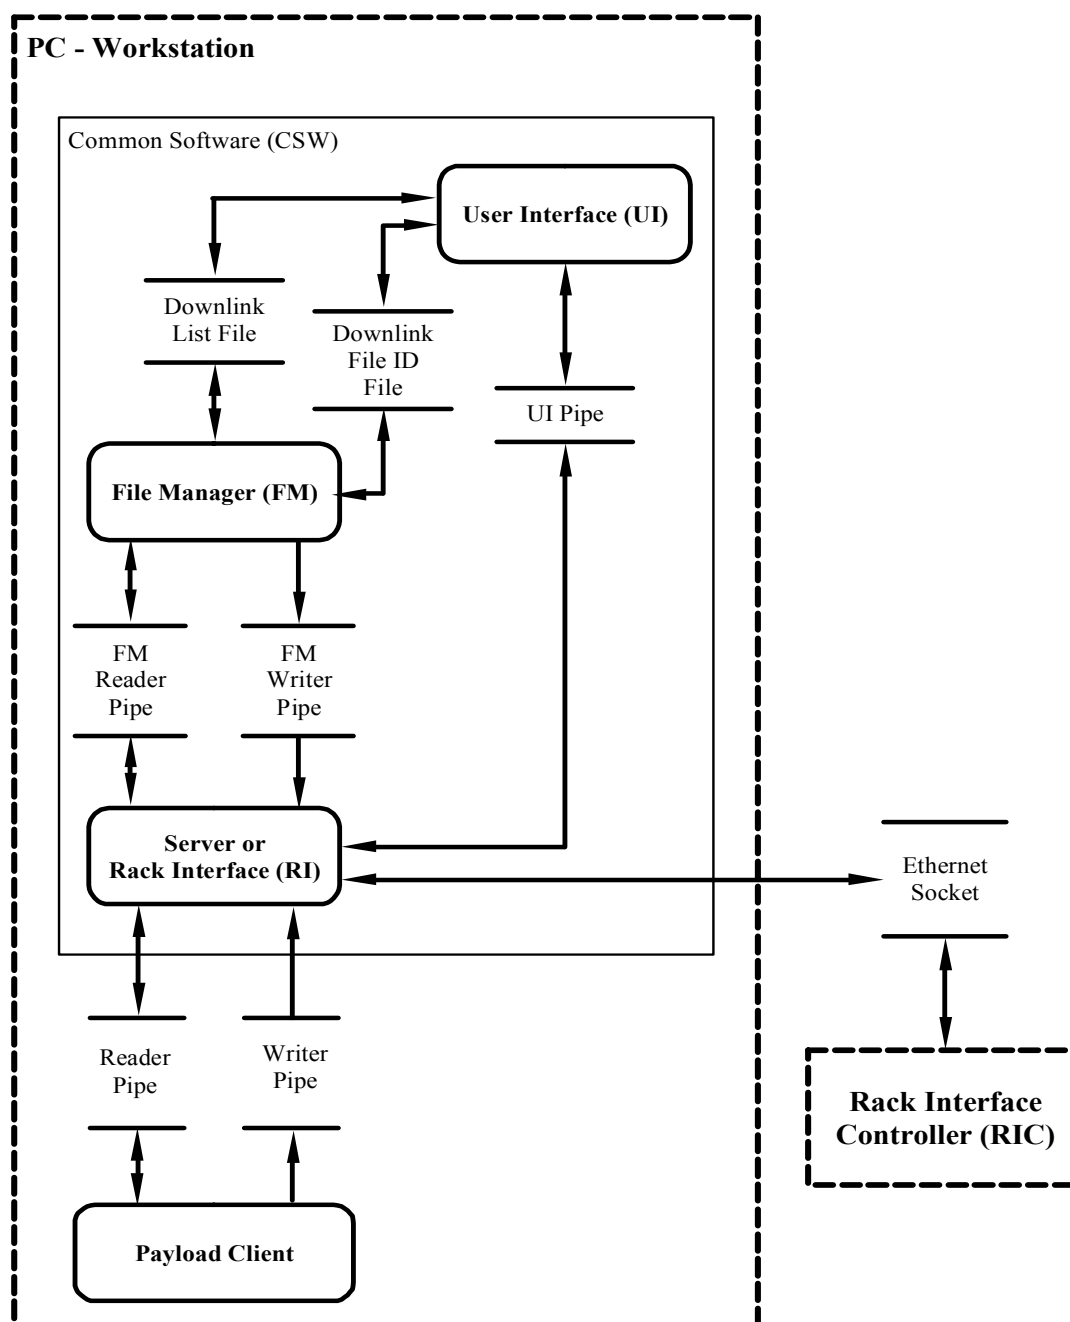 PC - Workstation
Common Software (CSW)
User Interface (UI)
Downlink
List File
Downlink
File ID
File
UI Pipe
File Manager (FM)
FM
Reader
Pipe
FM
Writer
Pipe
Server or
Rack Interface (RI)
Ethernet
Socket
Reader
Pipe
Writer
Pipe
Rack Interface
Controller (RIC)
Payload Client